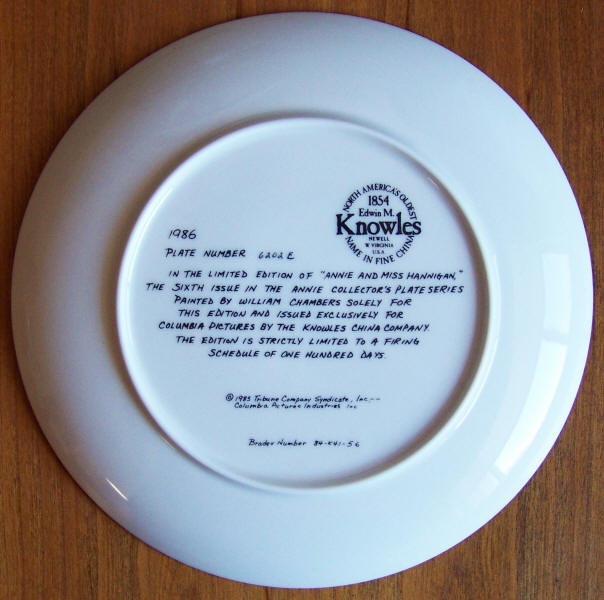 NORTH AMERICA'S OLDEST
1854
Edwin M.
Knowles
NEWELL
W. VIRGINIA
U.S.A.
NAME IN FINE CHINA
1986
PLATE NUMBER 6202E
IN THE LIMITED EDITION OF "ANNIE AND MISS HANNIGAN,"
THE SIXTH ISSUE IN THE ANNIE COLLECTOR'S PLATE SERIES
PAINTED BY WILLIAM CHAMBERS SOLELY FOR
THIS EDITION AND ISSUED EXCLUSIVELY FOR
COLUMBIA PICTURES BY THE KNOWLES CHINA COMPANY.
THE EDITION IS STRICTLY LIMITED TO A FIRING
SCHEDULE OF ONE HUNDRED DAYS.
© 1985 Tribune Company Syndicate, Inc. --
Columbia Pictures Industries Inc
Bradex Number 84-K41-5.6